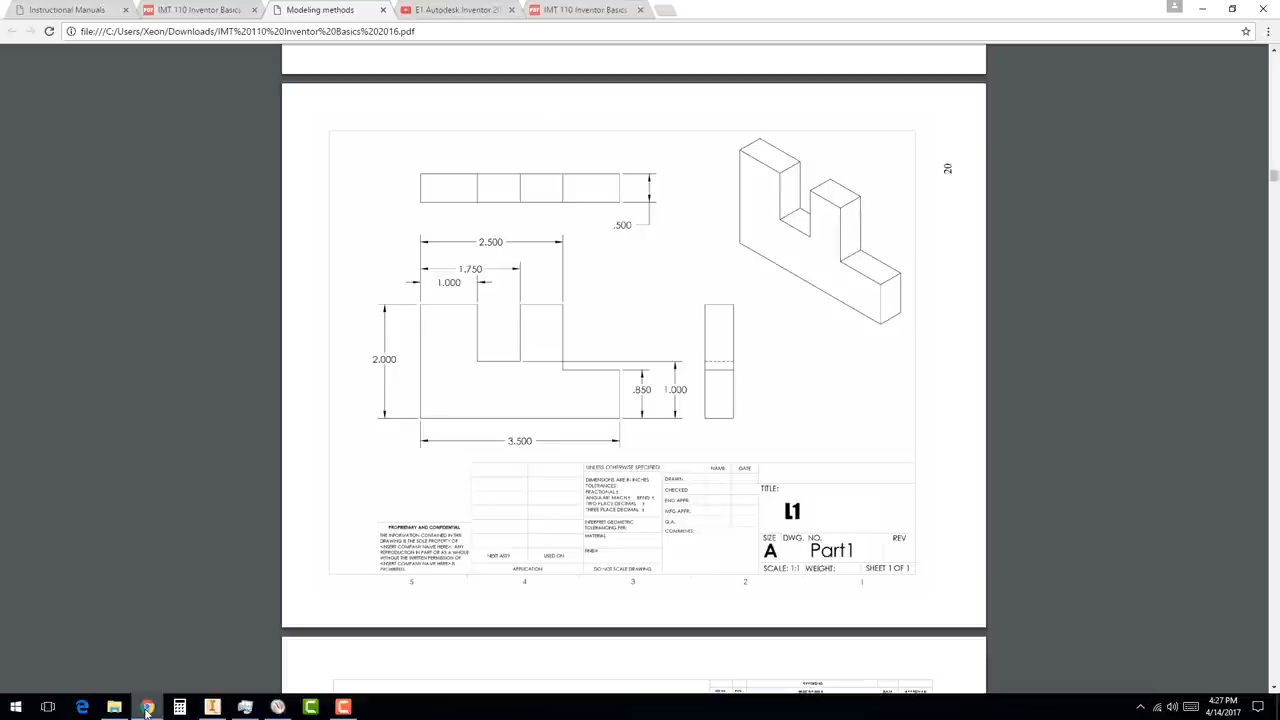 Instructional Manuals
IMT 110 Inventor Basics
Modeling methods
E1 Autodesk Inventor 20
IMT 110 Inventor Basics
file:///C:/Users/Xeon/Downloads/IMT%20110%20Inventor%20Basics%202016.pdf
20
.500
2.500
1.750
1.000
2.000
.850
1.000
3.500
UNLESS OTHERWISE SPECIFIED:
NAME
DATE
DIMENSIONS ARE IN INCHES
TOLERANCES:
FRACTIONAL ±
ANGULAR: MACH ± BEND ±
TWO PLACE DECIMAL ±
THREE PLACE DECIMAL ±
DRAWN
CHECKED
ENG APPR.
MFG APPR.
INTERPRET GEOMETRIC
TOLERANCING PER:
Q.A.
COMMENTS:
MATERIAL
FINISH
TITLE:
L1
SIZE DWG. NO. REV
A Part1
SCALE: 1:1 WEIGHT: SHEET 1 OF 1
PROPRIETARY AND CONFIDENTIAL
THE INFORMATION CONTAINED IN THIS
DRAWING IS THE SOLE PROPERTY OF
<INSERT COMPANY NAME HERE>. ANY
REPRODUCTION IN PART OR AS A WHOLE
WITHOUT THE WRITTEN PERMISSION OF
<INSERT COMPANY NAME HERE> IS
PROHIBITED.
NEXT ASSY
USED ON
APPLICATION
DO NOT SCALE DRAWING
5 4 3 2 1
4:27 PM
4/14/2017